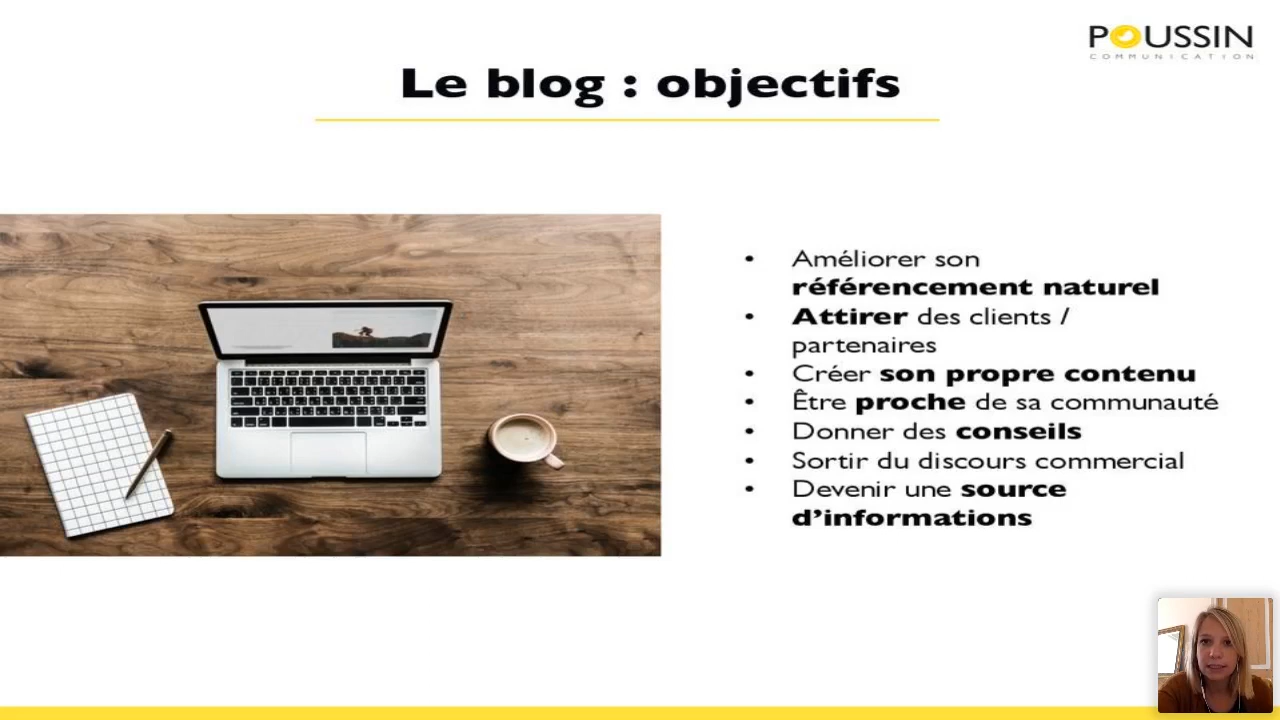 POUSSIN
COMMUNICATION
Le blog : objectifs
• Améliorer son
référencement naturel
• Attirer des clients /
partenaires
• Créer son propre contenu
• Être proche de sa communauté
• Donner des conseils
• Sortir du discours commercial
• Devenir une source
d’informations